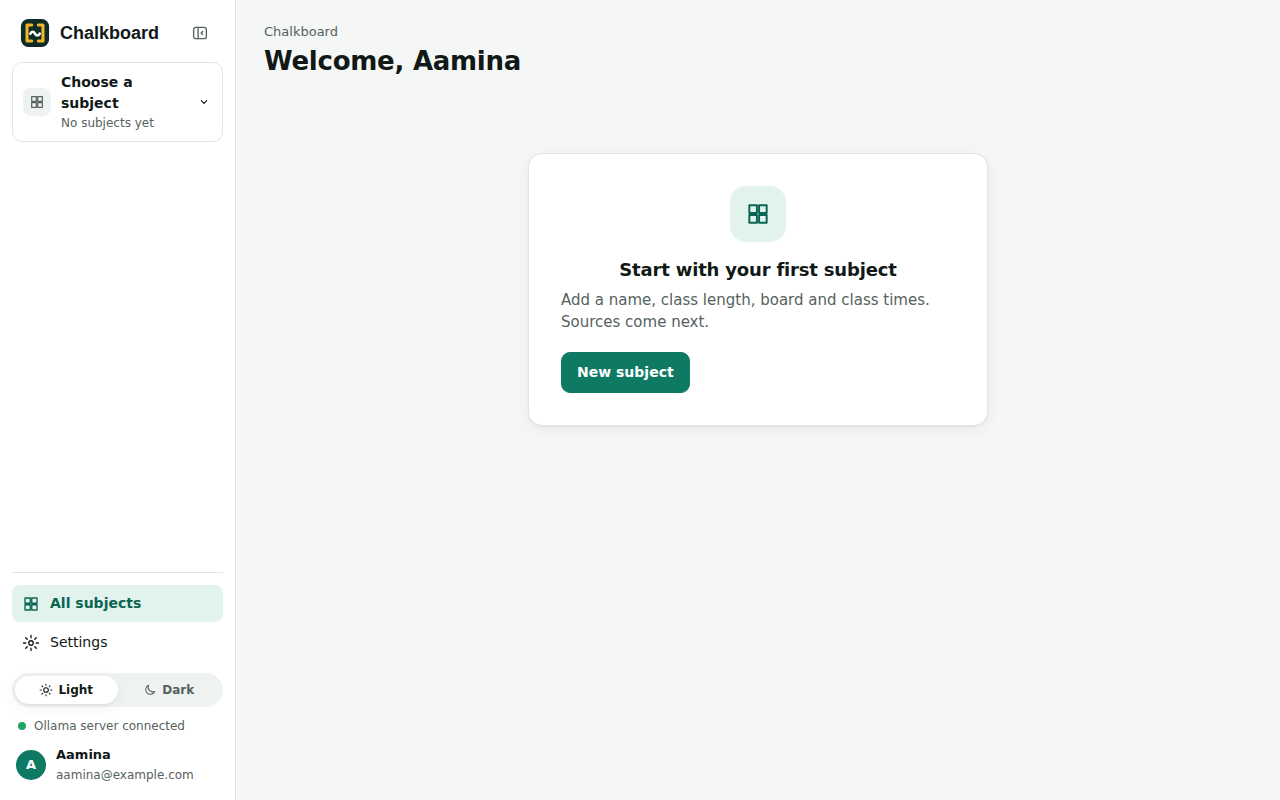 Chalkboard
Choose a
subject
No subjects yet
All subjects
Settings
Light
Dark
Ollama server connected
A
Aamina
aamina@example.com
Chalkboard
Welcome, Aamina
Start with your first subject
Add a name, class length, board and class times.
Sources come next.
New subject